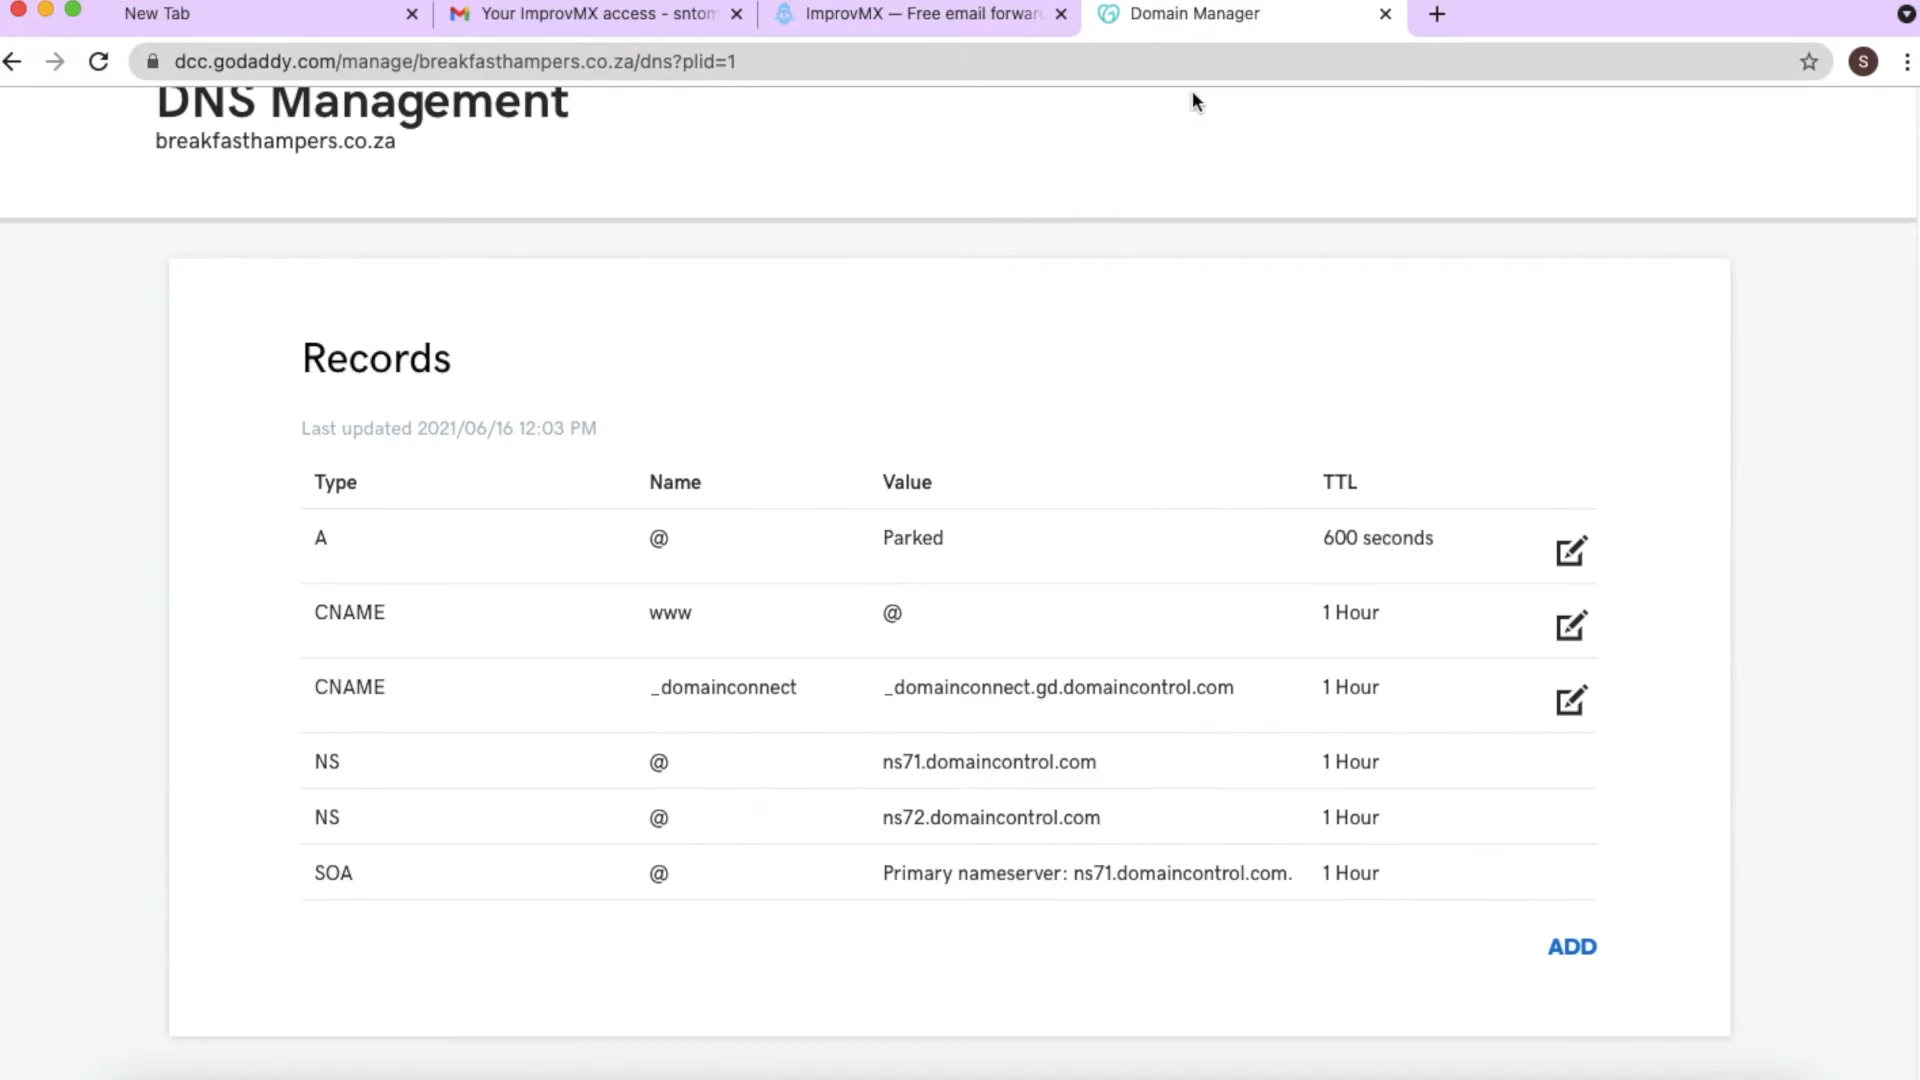 New Tab
Your ImprovMX access - sntom
ImprovMX — Free email forward
Domain Manager
dcc.godaddy.com/manage/breakfasthampers.co.za/dns?plid=1
S
DNS Management
breakfasthampers.co.za
Records
Last updated 2021/06/16 12:03 PM
Type Name Value TTL
A @ Parked 600 seconds
CNAME www @ 1 Hour
CNAME _domainconnect _domainconnect.gd.domaincontrol.com 1 Hour
NS @ ns71.domaincontrol.com 1 Hour
NS @ ns72.domaincontrol.com 1 Hour
SOA @ Primary nameserver: ns71.domaincontrol.com. 1 Hour
ADD